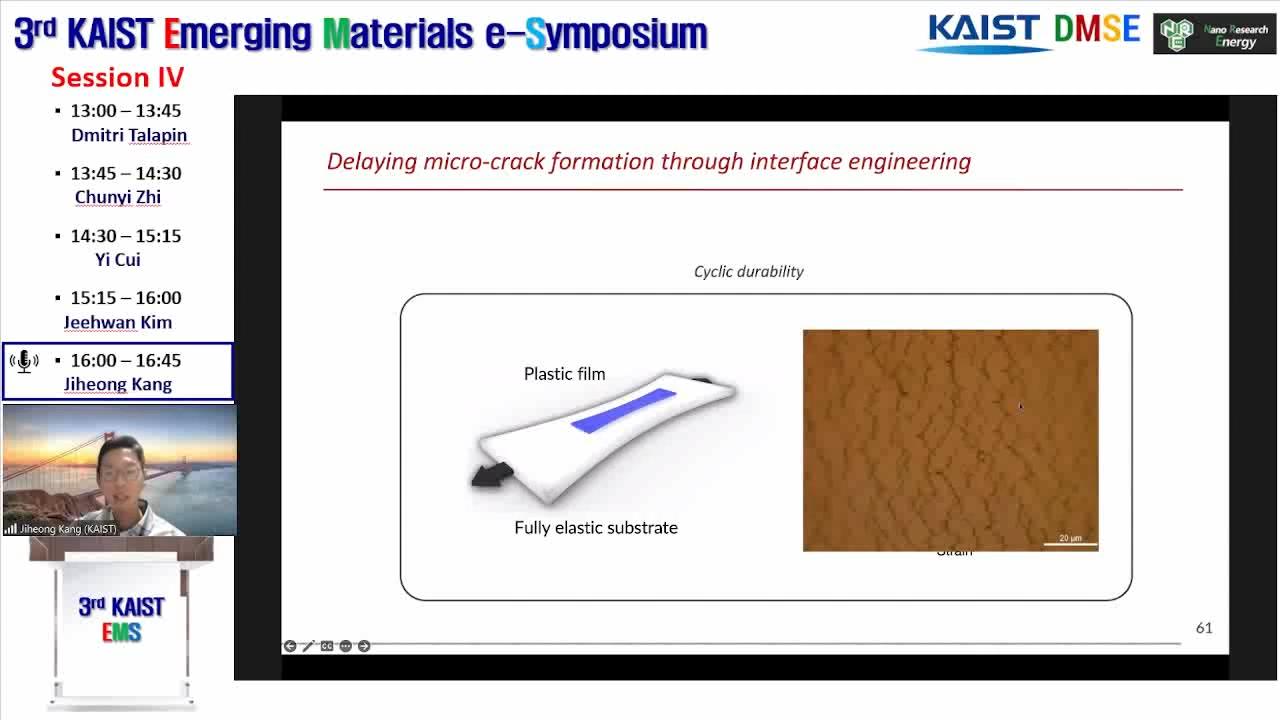 3rd KAIST Emerging Materials e-Symposium
KAIST DMSE
NRE
Nano Research
Energy
Session IV
▪ 13:00 – 13:45
Dmitri Talapin
▪ 13:45 – 14:30
Chunyi Zhi
▪ 14:30 – 15:15
Yi Cui
▪ 15:15 – 16:00
Jeehwan Kim
▪ 16:00 – 16:45
Jiheong Kang
Jiheong Kang (KAIST)
3rd KAIST
EMS
Delaying micro-crack formation through interface engineering
Cyclic durability
Plastic film
Fully elastic substrate
20 μm
Strain
61